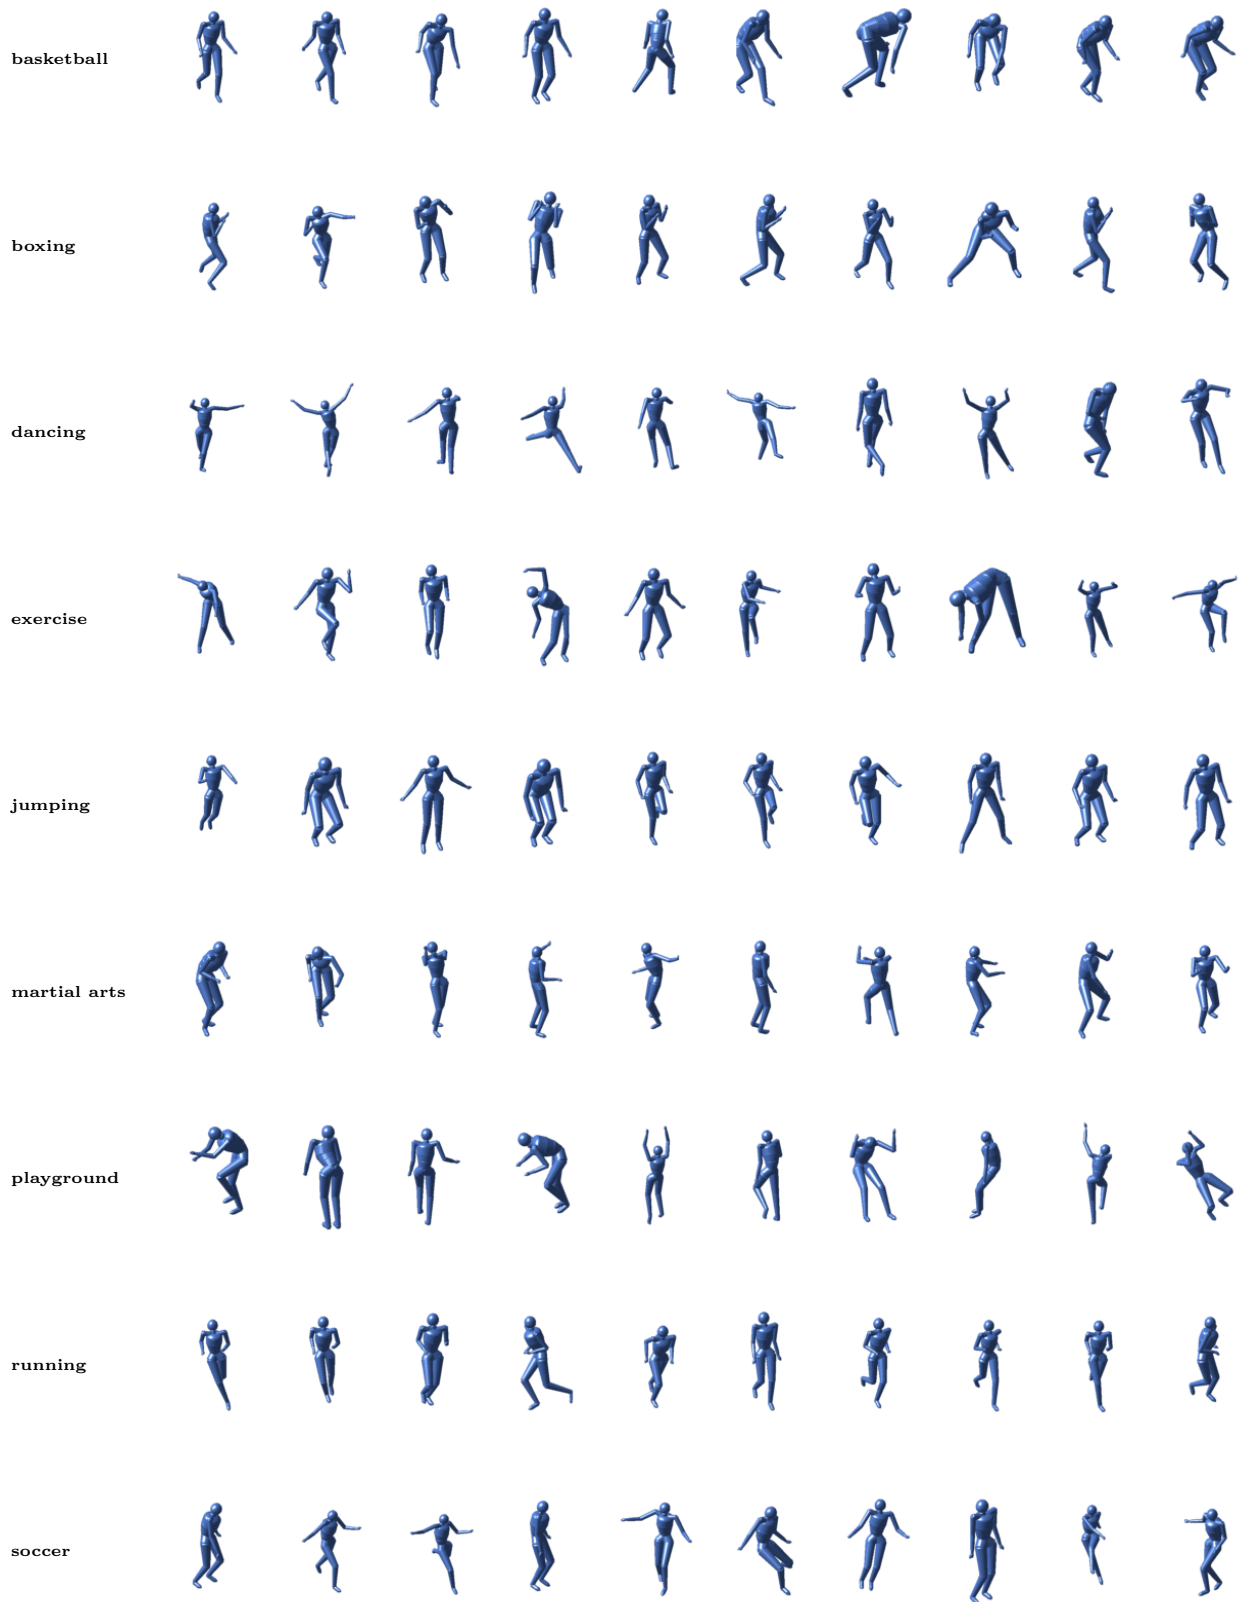 basketball
boxing
dancing
exercise
jumping
martial arts
playground
running
soccer